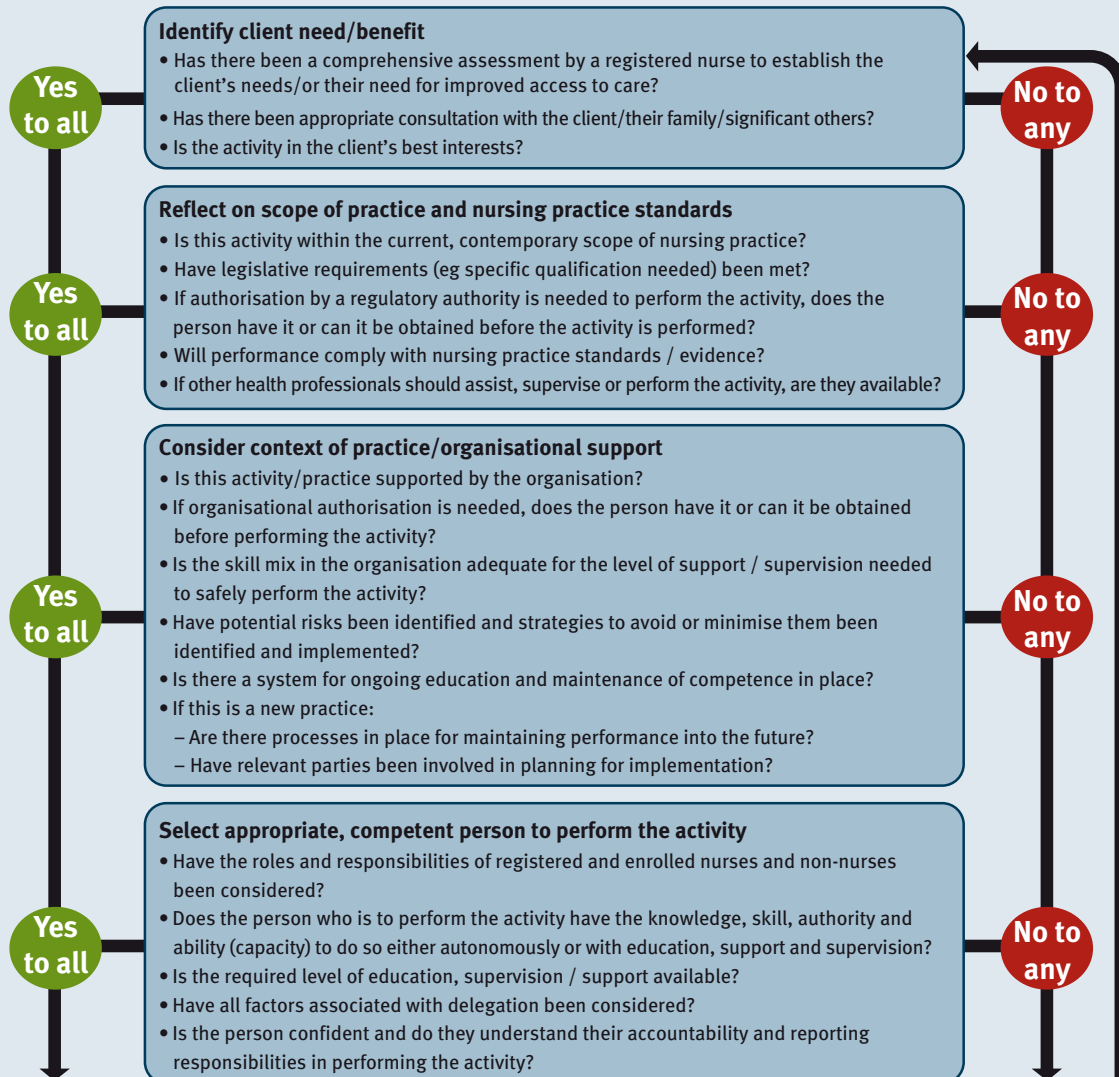 Identify client need/benefit
• Has there been a comprehensive assessment by a registered nurse to establish the
client's needs/or their need for improved access to care?
• Has there been appropriate consultation with the client/their family/significant others?
• Is the activity in the client's best interests?
Yes
to all
No to
any
Reflect on scope of practice and nursing practice standards
• Is this activity within the current, contemporary scope of nursing practice?
• Have legislative requirements (eg specific qualification needed) been met?
• If authorisation by a regulatory authority is needed to perform the activity, does the
person have it or can it be obtained before the activity is performed?
• Will performance comply with nursing practice standards / evidence?
• If other health professionals should assist, supervise or perform the activity, are they available?
Yes
to all
No to
any
Consider context of practice/organisational support
• Is this activity/practice supported by the organisation?
• If organisational authorisation is needed, does the person have it or can it be obtained
before performing the activity?
• Is the skill mix in the organisation adequate for the level of support / supervision needed
to safely perform the activity?
• Have potential risks been identified and strategies to avoid or minimise them been
identified and implemented?
• Is there a system for ongoing education and maintenance of competence in place?
• If this is a new practice:
– Are there processes in place for maintaining performance into the future?
– Have relevant parties been involved in planning for implementation?
Yes
to all
No to
any
Select appropriate, competent person to perform the activity
• Have the roles and responsibilities of registered and enrolled nurses and non-nurses
been considered?
• Does the person who is to perform the activity have the knowledge, skill, authority and
ability (capacity) to do so either autonomously or with education, support and supervision?
• Is the required level of education, supervision / support available?
• Have all factors associated with delegation been considered?
• Is the person confident and do they understand their accountability and reporting
responsibilities in performing the activity?
Yes
to all
No to
any